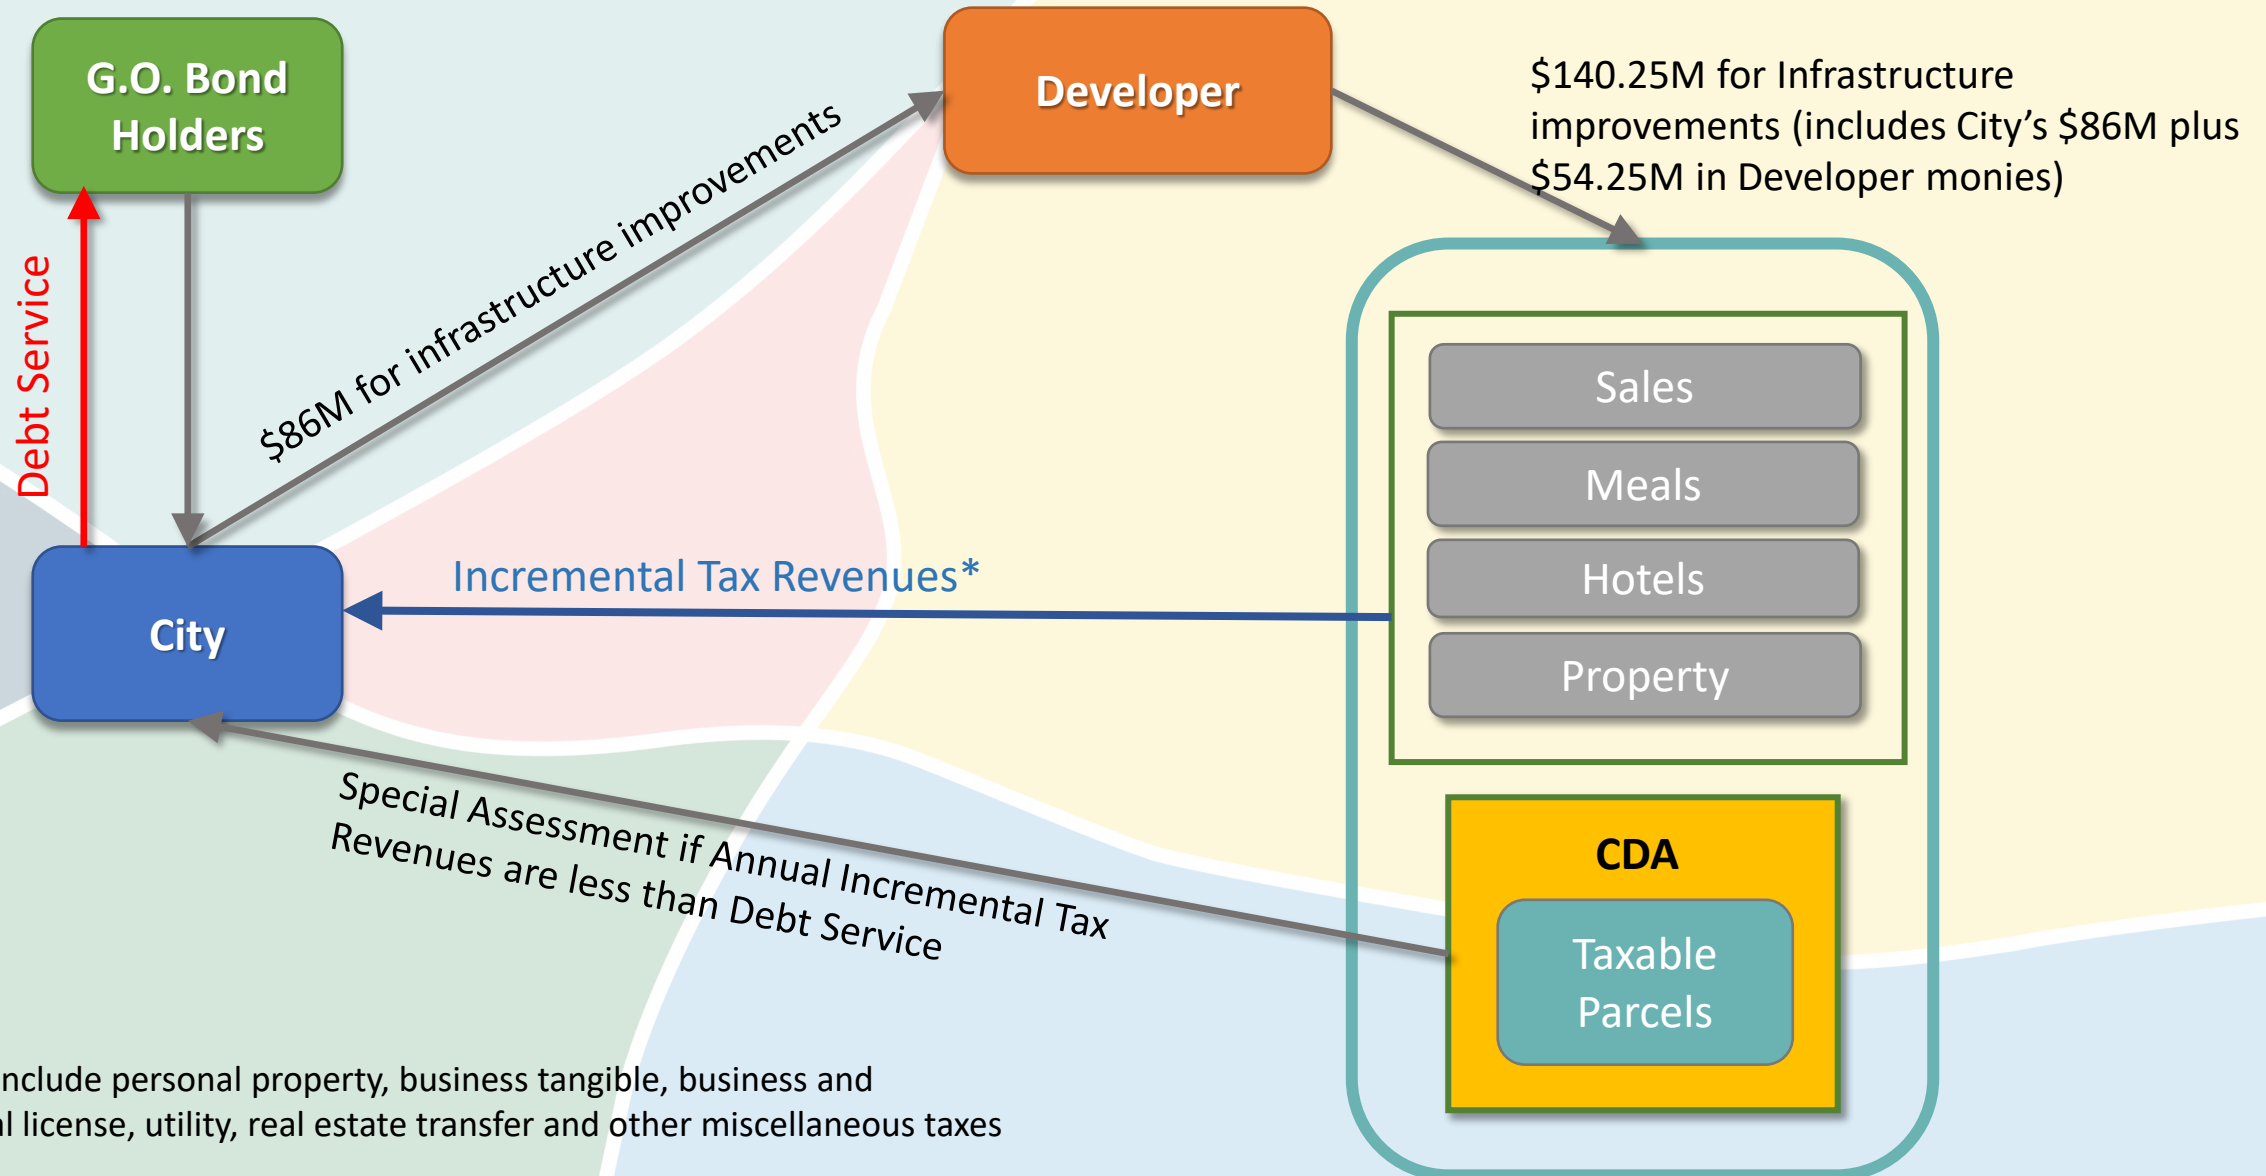 G.O. Bond
Holders
Developer
$140.25M for Infrastructure
improvements (includes City’s $86M plus
$54.25M in Developer monies)
$86M for infrastructure improvements
Debt Service
Sales
Meals
Hotels
Property
Incremental Tax Revenues*
City
Special Assessment if Annual Incremental Tax
Revenues are less than Debt Service
CDA
Taxable
Parcels
include personal property, business tangible, business and
license, utility, real estate transfer and other miscellaneous taxes